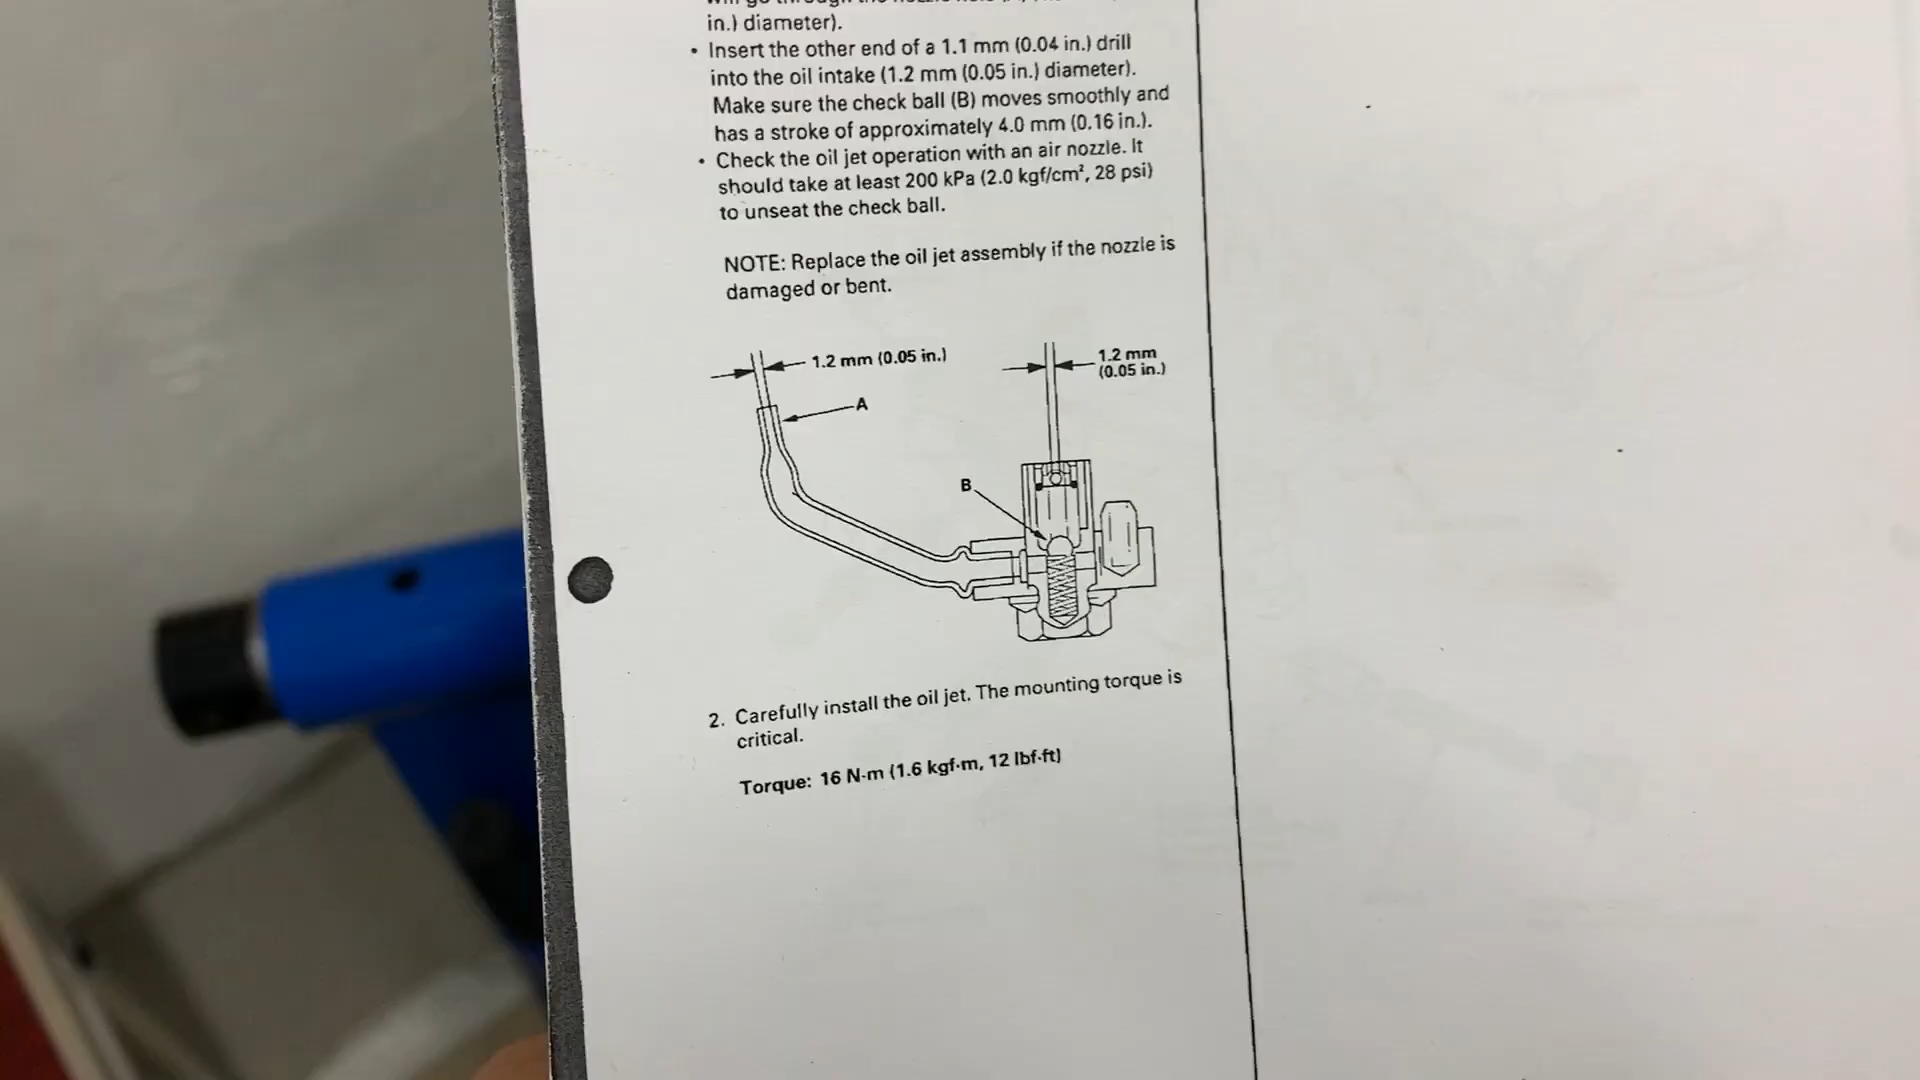 in.) diameter).
• Insert the other end of a 1.1 mm (0.04 in.) drill
into the oil intake (1.2 mm (0.05 in.) diameter).
Make sure the check ball (B) moves smoothly and
has a stroke of approximately 4.0 mm (0.16 in.).
• Check the oil jet operation with an air nozzle. It
should take at least 200 kPa (2.0 kgf/cm², 28 psi)
to unseat the check ball.
NOTE: Replace the oil jet assembly if the nozzle is
damaged or bent.
1.2 mm (0.05 in.)
1.2 mm
(0.05 in.)
A
B
2. Carefully install the oil jet. The mounting torque is
critical.
Torque: 16 N·m (1.6 kgf·m, 12 lbf·ft)